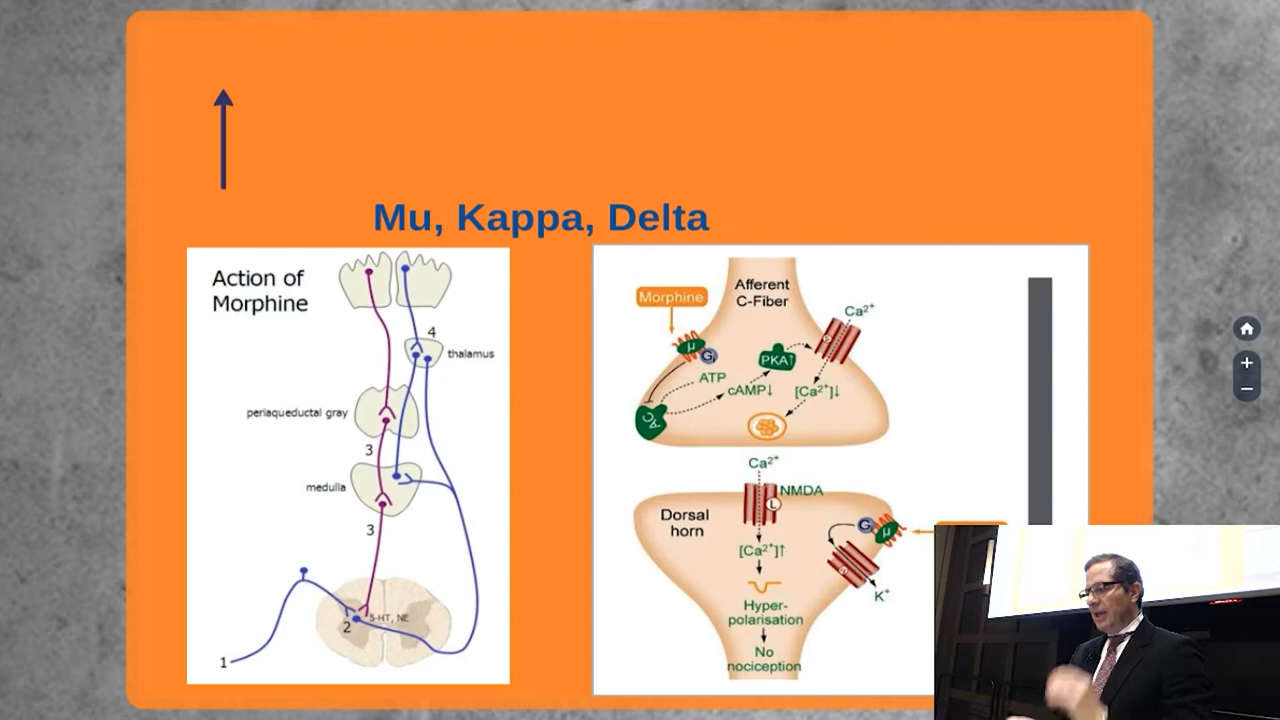 Mu, Kappa, Delta
Action of
Morphine
4
thalamus
periaqueductal gray
3
medulla
3
5-HT, NE
2
1
Afferent
C-Fiber
Morphine
Ca²⁺
μ
G
PKA↑
ATP
cAMP↓
[Ca²⁺]↓
AC
Ca²⁺
NMDA
L
Dorsal
horn
G
μ
[Ca²⁺]↑
S
K⁺
Hyper-
polarisation
No
nociception